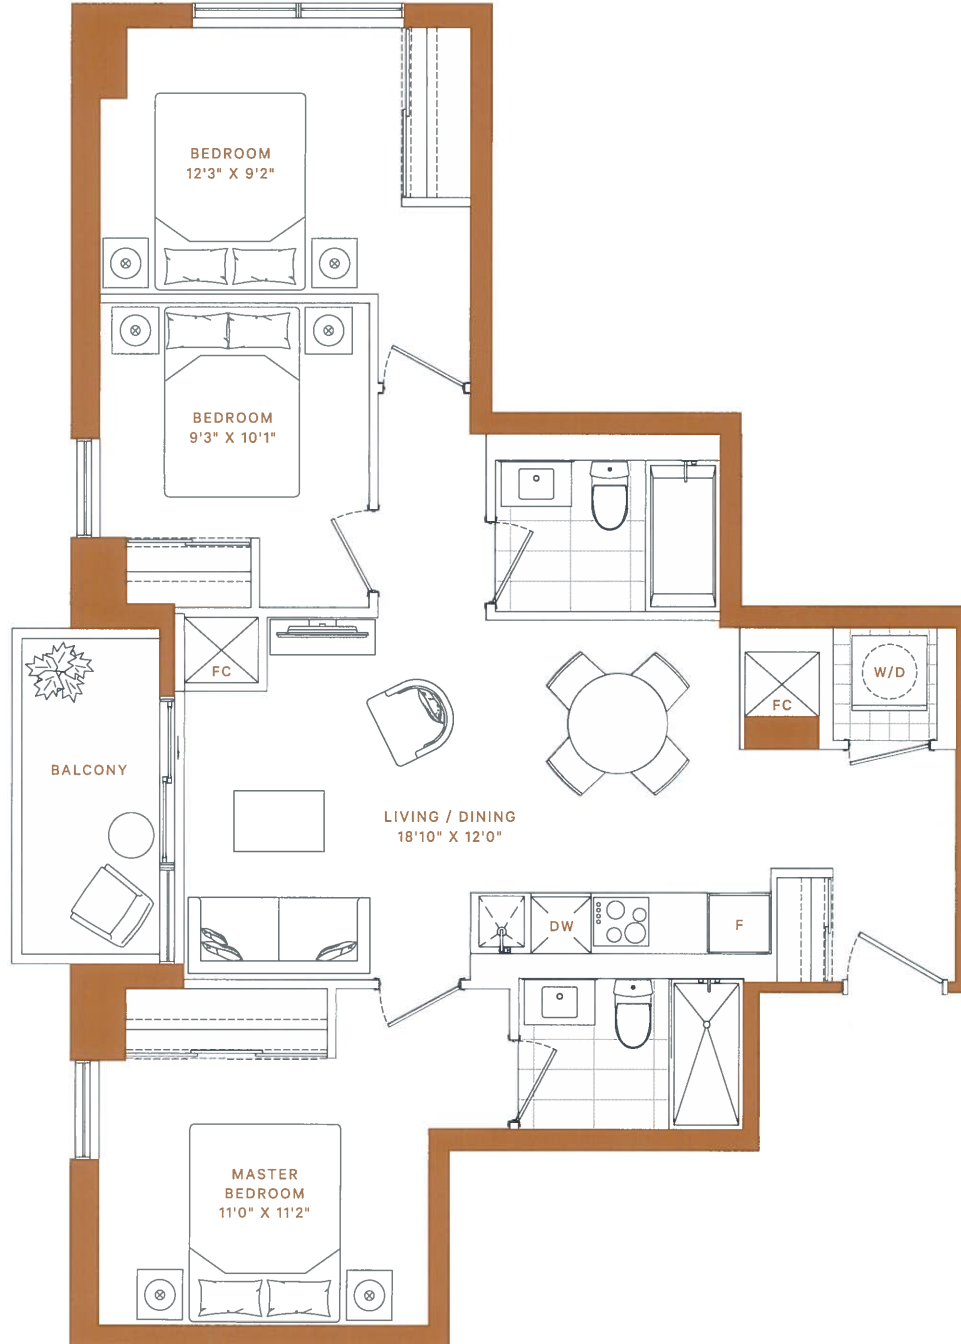 BEDROOM
12'3" X 9'2"
BEDROOM
9'3" X 10'1"
FC
W/D
FC
BALCONY
LIVING / DINING
18'10" X 12'0"
DW
F
MASTER
BEDROOM
11'0" X 11'2"